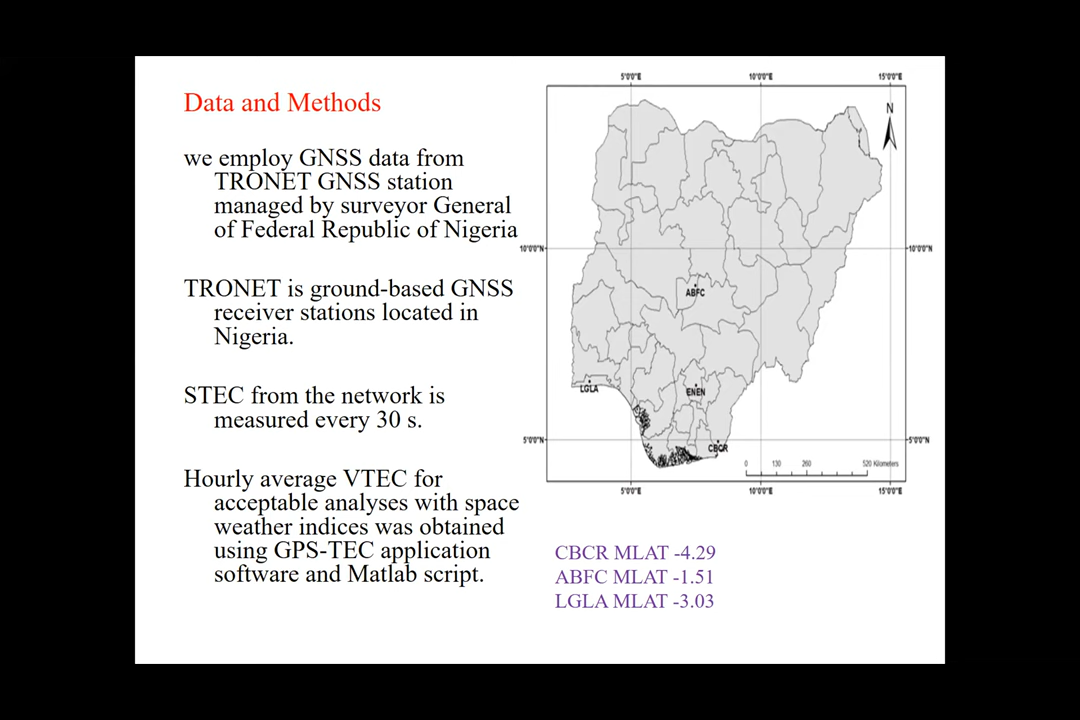 Data and Methods
we employ GNSS data from
TRONET GNSS station
managed by surveyor General
of Federal Republic of Nigeria
TRONET is ground-based GNSS
receiver stations located in
Nigeria.
STEC from the network is
measured every 30 s.
Hourly average VTEC for
acceptable analyses with space
weather indices was obtained
using GPS-TEC application
software and Matlab script.
5'0'0"E 10'0'0"E 15'0'0"E
N
10'0'0"N 10'0'0"N
ABFC
LGLA
ENEN
5'0'0"N 5'0'0"N
CBCR
0 130 260 520 Kilometers
5'0'0"E 10'0'0"E 15'0'0"E
CBCR MLAT -4.29
ABFC MLAT -1.51
LGLA MLAT -3.03